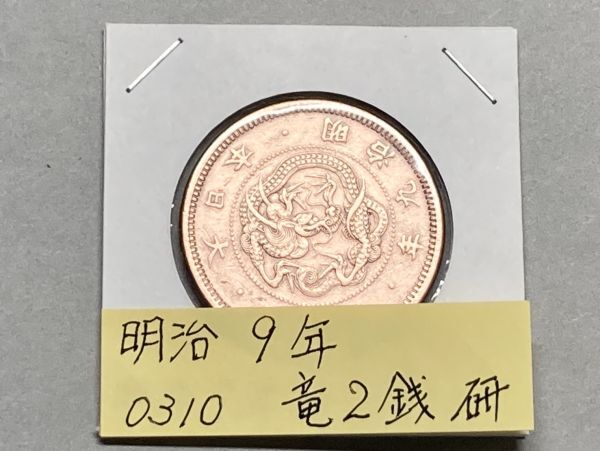 大日本明治九年
明治 9年
0310 竜2銭 研